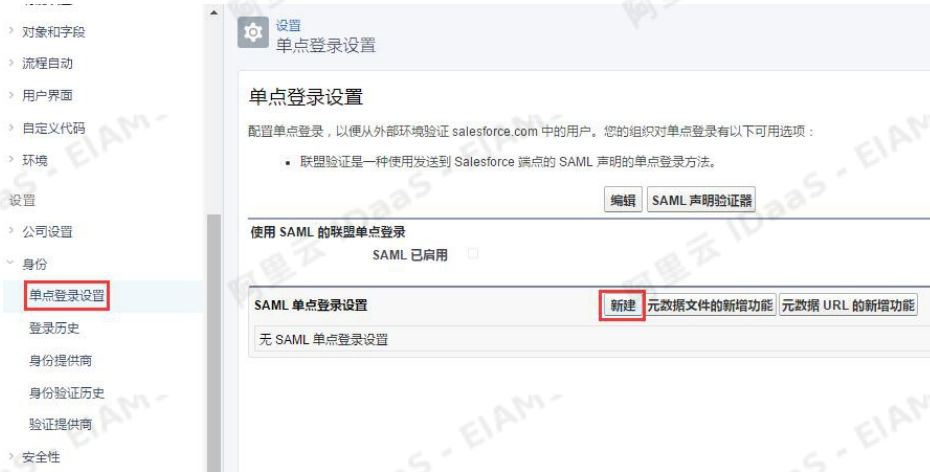 对象和字段
流程自动
用户界面
自定义代码
环境
设置
公司设置
身份
单点登录设置
登录历史
身份提供商
身份验证历史
验证提供商
安全性
设置
单点登录设置
单点登录设置
配置单点登录，以便从外部环境验证 salesforce.com 中的用户。您的组织对单点登录有以下可用选项：
联盟验证是一种使用发送到 Salesforce 端点的 SAML 声明的单点登录方法。
编辑 SAML 声明验证器
使用 SAML 的联盟单点登录
SAML 已启用
SAML 单点登录设置 新建 元数据文件的新增功能 元数据 URL 的新增功能
无 SAML 单点登录设置
阿里云 IDaaS - EIAM-